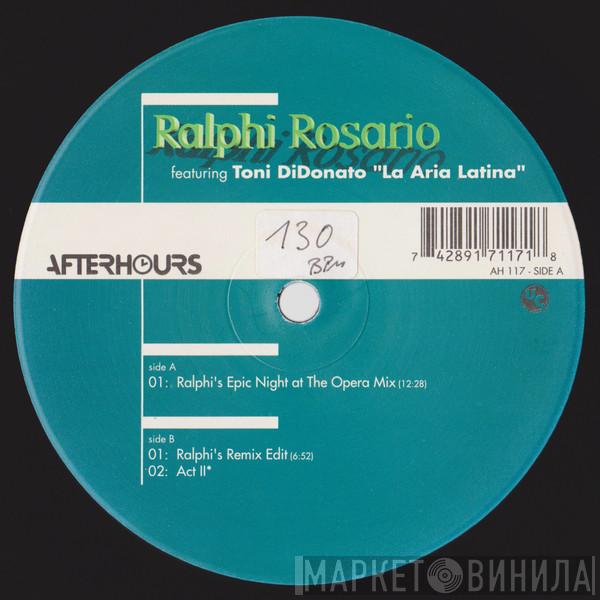 Ralphi Rosario
featuring Toni DiDonato "La Aria Latina"
130
BPM
AFTERHOURS
7 42891 71171 8
AH 117 - SIDE A
side A
01: Ralphi's Epic Night at The Opera Mix (12:28)
side B
01: Ralphi's Remix Edit (6:52)
02: Act II*
МАРКЕТ ВИНИЛА